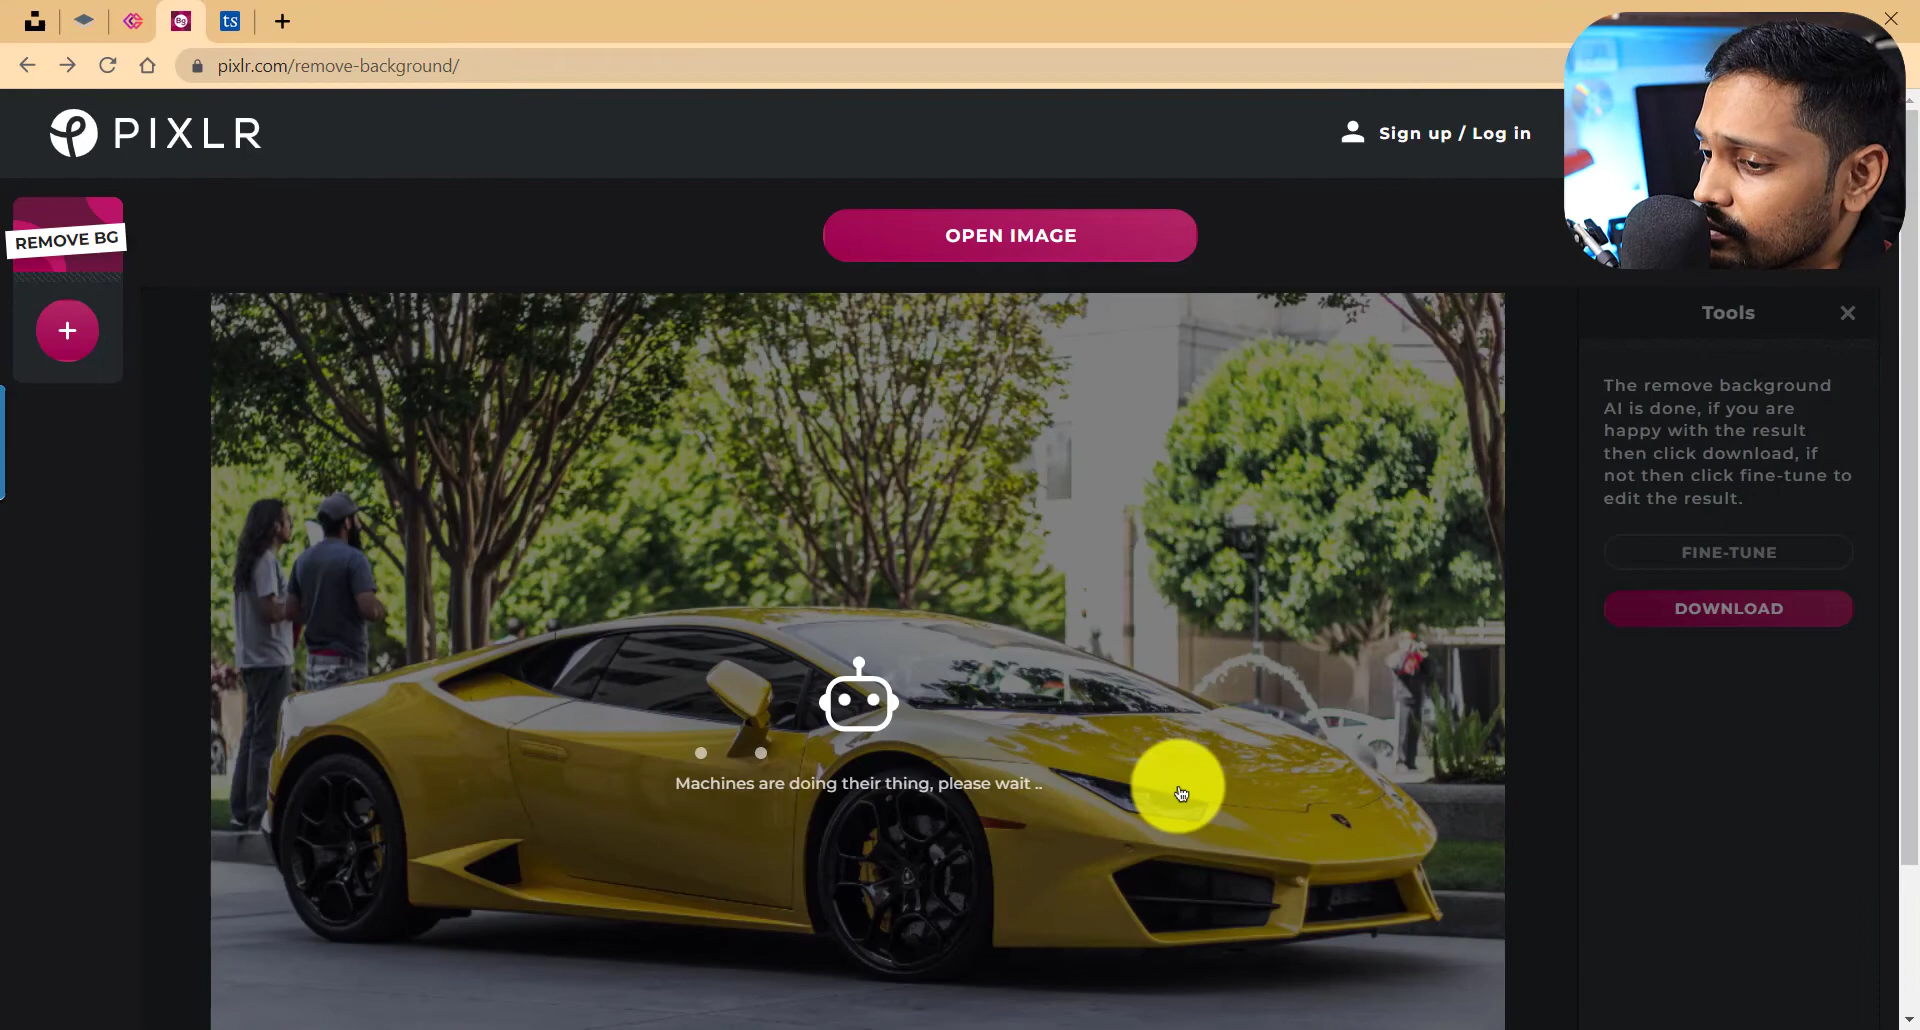 ts
pixlr.com/remove-background/
PIXLR
Sign up / Log in
REMOVE BG
OPEN IMAGE
Tools
The remove background
AI is done, if you are
happy with the result
then click download, if
not then click fine-tune to
edit the result.
FINE-TUNE
DOWNLOAD
Machines are doing their thing, please wait ..